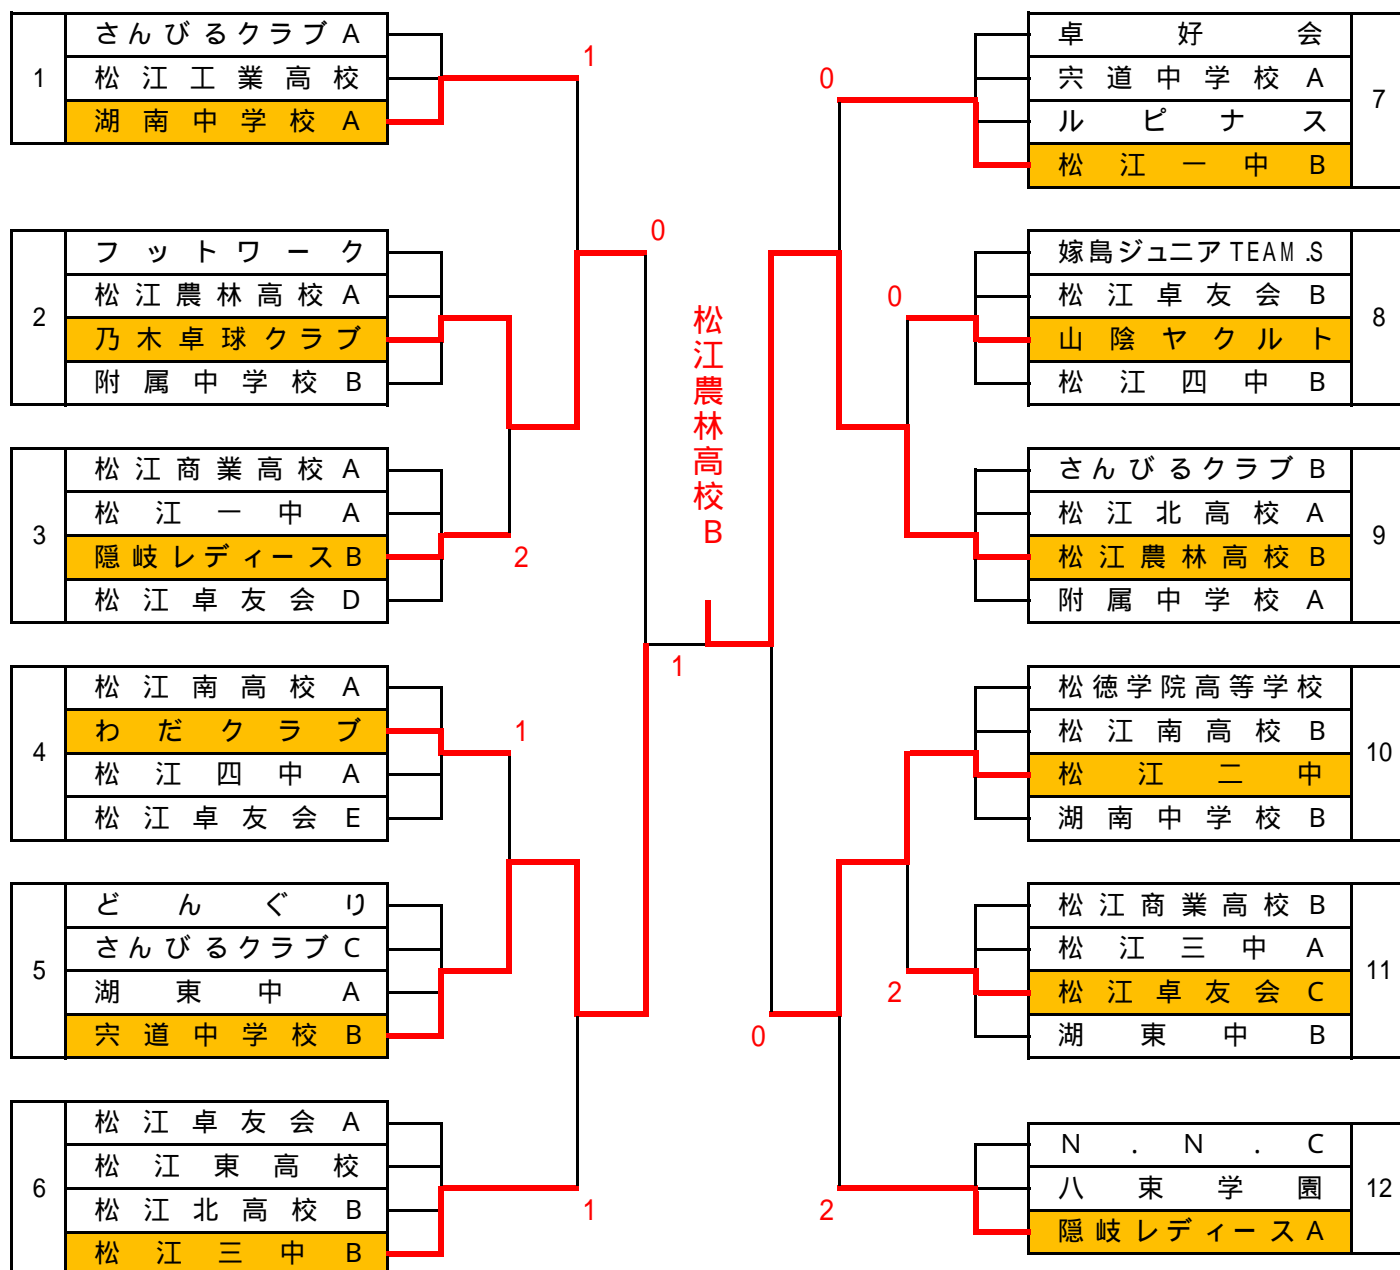 1
さんびるクラブA
松江工業高校
湖南中学校A
2
フットワーク
松江農林高校A
乃木卓球クラブ
附属中学校B
3
松江商業高校A
松江一中A
隠岐レディースB
松江卓友会D
4
松江南高校A
わだクラブ
松江四中A
松江卓友会E
5
どんぐり
さんびるクラブC
湖東中A
宍道中学校B
6
松江卓友会A
松江東高校
松江北高校B
松江三中B
1
0
2
1
1
1
松江農林高校B
0
0
0
2
2
卓好会
宍道中学校A
ルピナス
松江一中B
7
嫁島ジュニアTEAM.S
松江卓友会B
山陰ヤクルト
松江四中B
8
さんびるクラブB
松江北高校A
松江農林高校B
附属中学校A
9
松徳学院高等学校
松江南高校B
松江二中
湖南中学校B
10
松江商業高校B
松江三中A
松江卓友会C
湖東中B
11
N.N.C
八束学園
隠岐レディースA
12